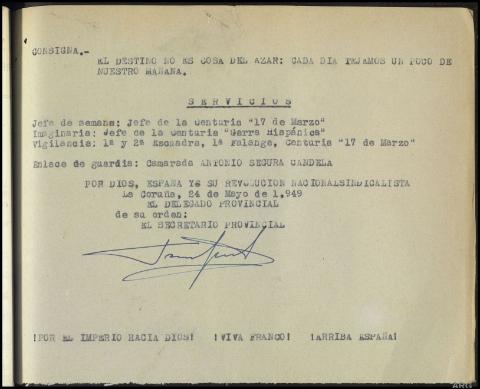 CONSIGNA.-
EL DESTINO NO ES COSA DEL AZAR: CADA DIA TEJAMOS UN POCO DE
NUESTRO MAÑANA.
SERVICIOS
Jefe de semana: Jefe de la Centuria "17 de Marzo"
Imaginaria: Jefe de la Centuria "Garra Hispánica"
Vigilancia: 1ª y 2ª Escuadra, 1ª Falange, Centuria "17 de Marzo"
Enlace de guardia: Camarada ANTONIO SEGURA CANDELA
POR DIOS, ESPAÑA Y SU REVOLUCION NACIONALSINDICALISTA
La Coruña, 24 de Mayo de 1.949
EL DELEGADO PROVINCIAL
de su orden:
EL SECRETARIO PROVINCIAL
¡POR EL IMPERIO HACIA DIOS! ¡VIVA FRANCO! ¡ARRIBA ESPAÑA!